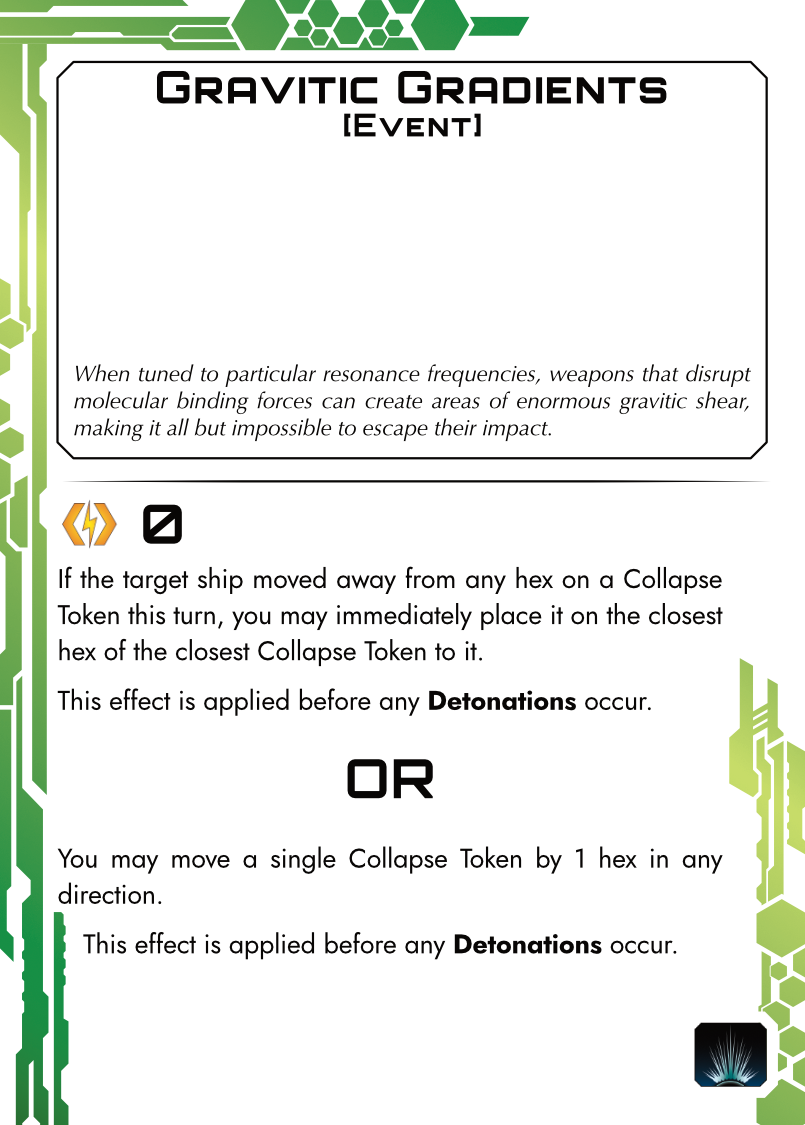 Gravitic Gradients
[Event]
When tuned to particular resonance frequencies, weapons that disrupt
molecular binding forces can create areas of enormous gravitic shear,
making it all but impossible to escape their impact.
0
If the target ship moved away from any hex on a Collapse
Token this turn, you may immediately place it on the closest
hex of the closest Collapse Token to it.
This effect is applied before any Detonations occur.
OR
You may move a single Collapse Token by 1 hex in any
direction.
This effect is applied before any Detonations occur.